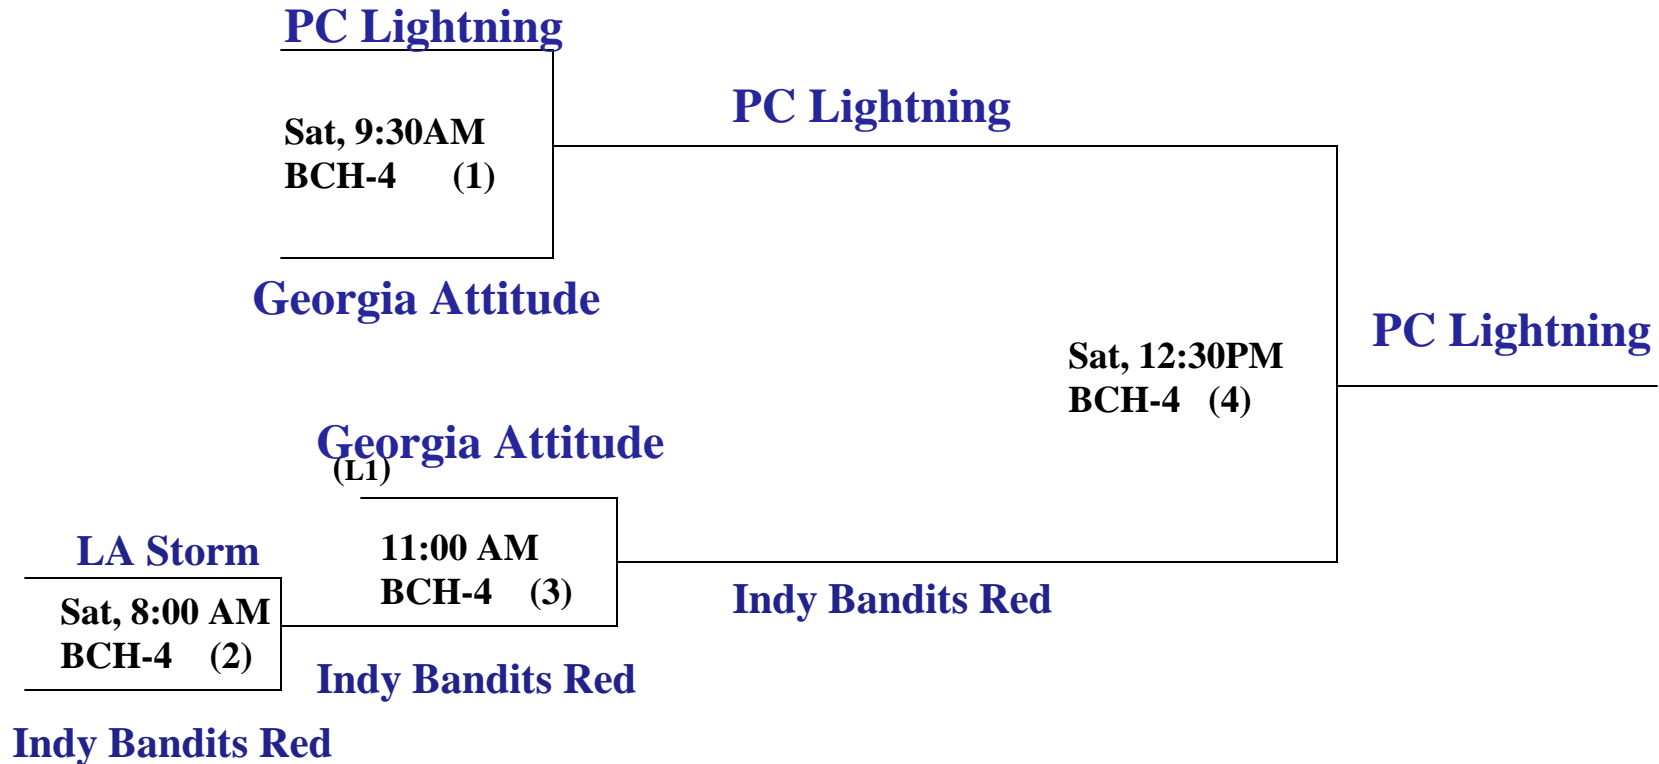 PC Lightning
Sat, 9:30AM
BCH-4 (1)
Georgia Attitude
PC Lightning
Sat, 12:30PM
BCH-4 (4)
PC Lightning
Georgia Attitude
(L1)
11:00 AM
BCH-4 (3)
LA Storm
Sat, 8:00 AM
BCH-4 (2)
Indy Bandits Red
Indy Bandits Red
Indy Bandits Red